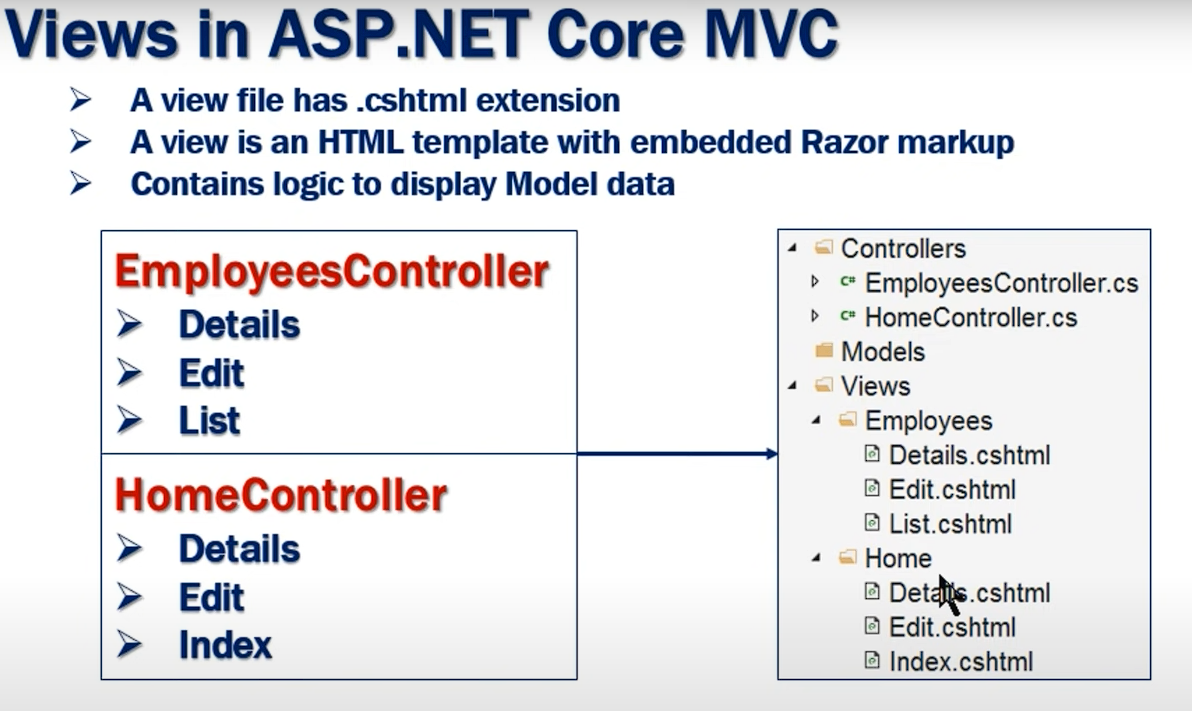 Views in ASP.NET Core MVC
A view file has .cshtml extension
A view is an HTML template with embedded Razor markup
Contains logic to display Model data
EmployeesController
Details
Edit
List
HomeController
Details
Edit
Index
Controllers
C# EmployeesController.cs
C# HomeController.cs
Models
Views
Employees
Details.cshtml
Edit.cshtml
List.cshtml
Home
Details.cshtml
Edit.cshtml
Index.cshtml